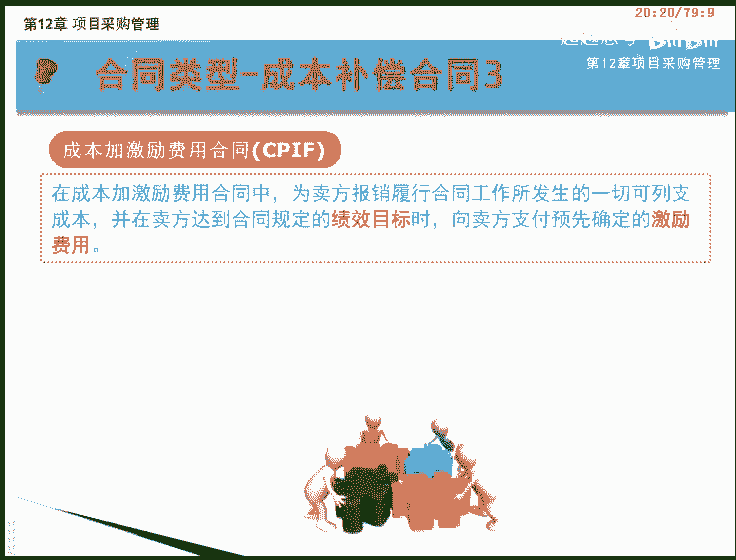 第12章 项目采购管理
20:20/79:9
第12章项目采购管理
合同类型-成本补偿合同3
成本加激励费用合同(CPIF)
在成本加激励费用合同中，为卖方报销履行合同工作所发生的一切可列支
成本，并在卖方达到合同规定的绩效目标时，向卖方支付预先确定的激励
费用。